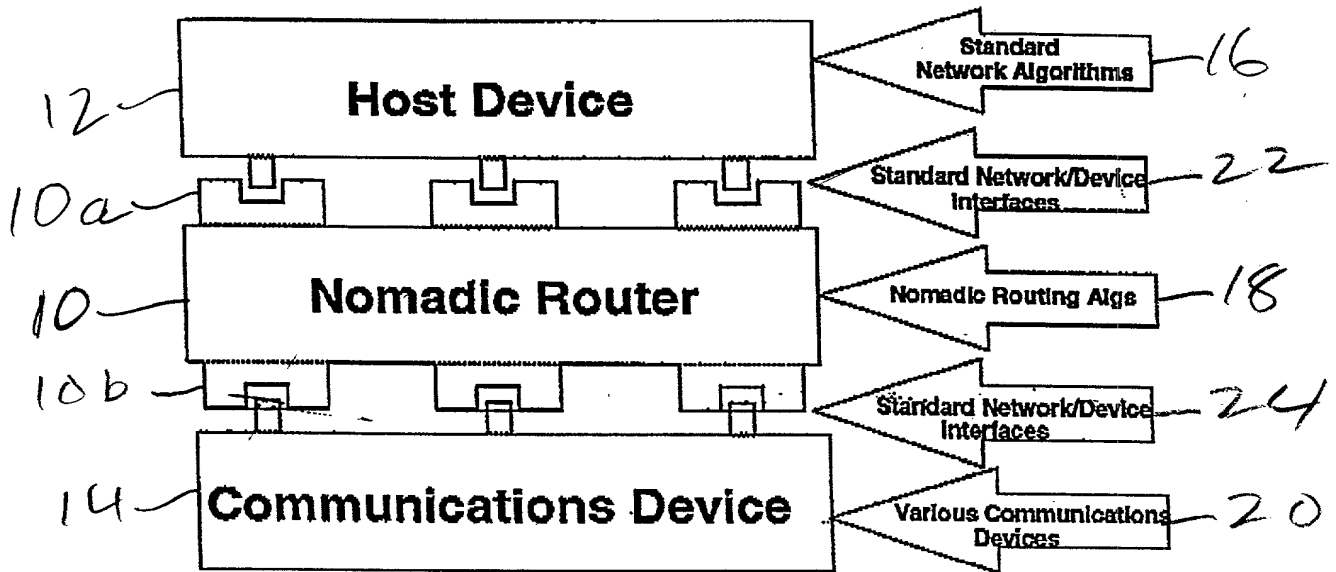 Standard
Network Algorithms
16
12
Host Device
Standard Network/Device
Interfaces
22
10a
10
Nomadic Router
Nomadic Routing Algs
18
10b
Standard Network/Device
Interfaces
24
14
Communications Device
Various Communications
Devices
20